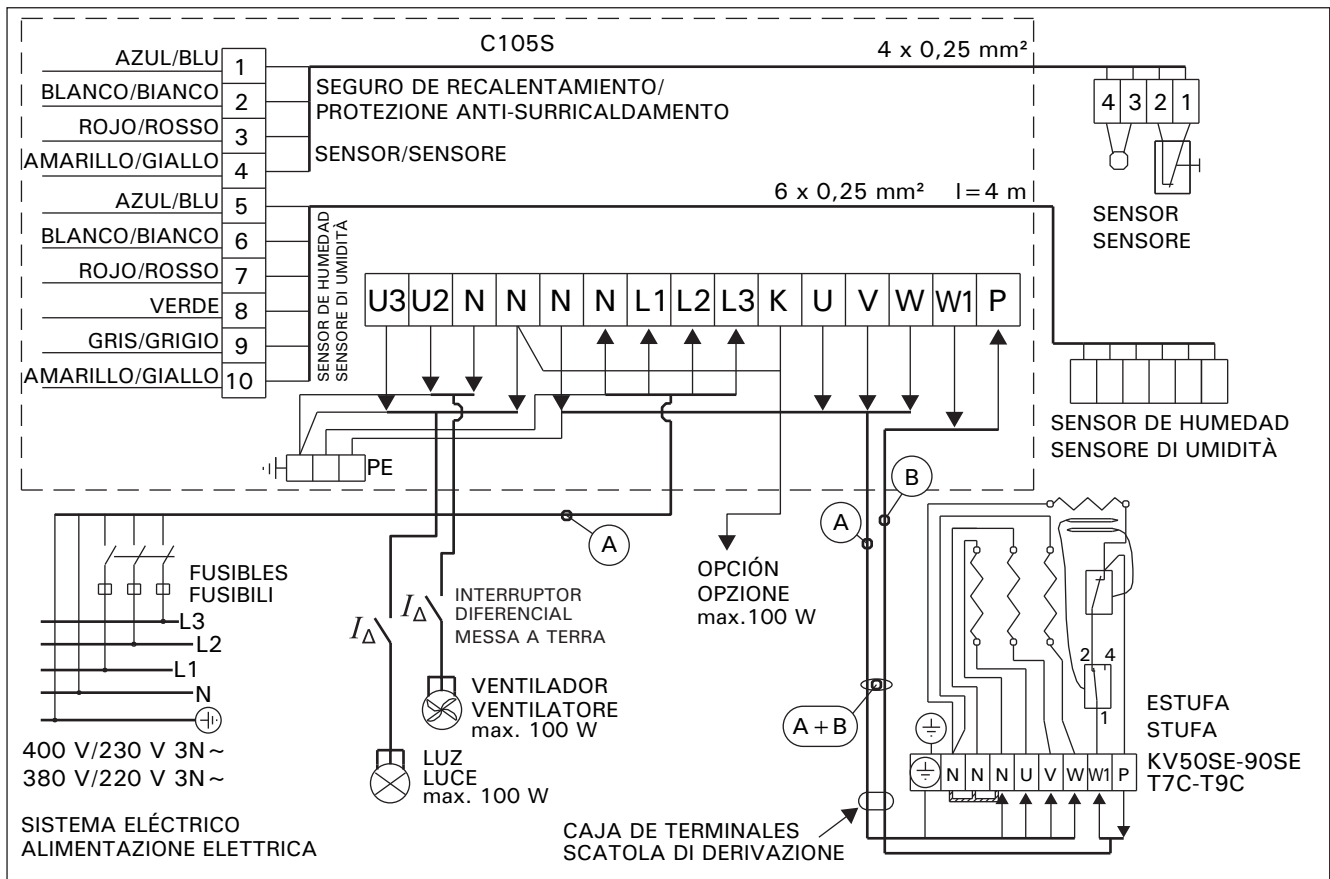 C105S
4 x 0,25 mm²
AZUL/BLU 1
BLANCO/BIANCO 2
ROJO/ROSSO 3
AMARILLO/GIALLO 4
AZUL/BLU 5
BLANCO/BIANCO 6
ROJO/ROSSO 7
VERDE 8
GRIS/GRIGIO 9
AMARILLO/GIALLO 10
SEGURO DE RECALENTAMIENTO/
PROTEZIONE ANTI-SURRICALDAMENTO
SENSOR/SENSORE
4 3 2 1
SENSOR
SENSORE
6 x 0,25 mm² l=4 m
SENSOR DE HUMEDAD
SENSORE DI UMIDITÀ
U3 U2 N N N N L1 L2 L3 K U V W W1 P
SENSOR DE HUMEDAD
SENSORE DI UMIDITÀ
PE
A
A
B
FUSIBLES
FUSIBILI
L3
L2
L1
N
400 V/230 V 3N~
380 V/220 V 3N~
SISTEMA ELÉCTRICO
ALIMENTAZIONE ELETTRICA
IΔ
IΔ
INTERRUPTOR
DIFERENCIAL
MESSA A TERRA
VENTILADOR
VENTILATORE
max. 100 W
LUZ
LUCE
max. 100 W
OPCIÓN
OPZIONE
max.100 W
A+B
CAJA DE TERMINALES
SCATOLA DI DERIVAZIONE
2 4
1
N N N U V W W1 P
ESTUFA
STUFA
KV50SE-90SE
T7C-T9C